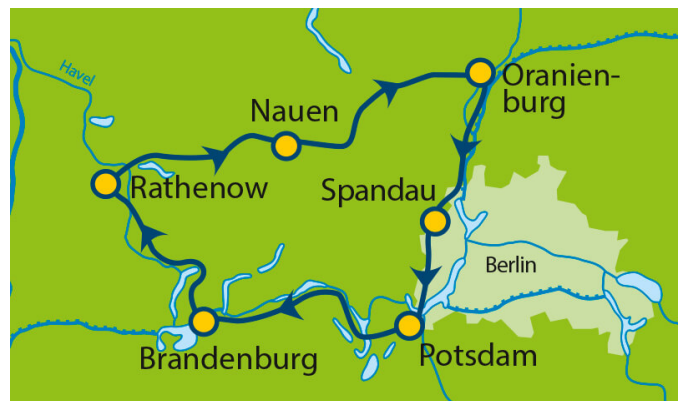 Havel
Oranien-
burg
Nauen
Rathenow
Spandau
Berlin
Brandenburg
Potsdam